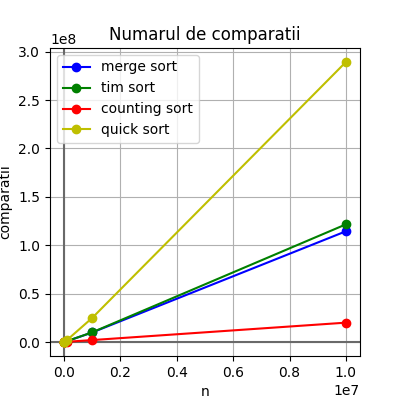 Numarul de comparatii
1e8
3.0
2.5
2.0
1.5
1.0
0.5
0.0
comparatii
merge sort
tim sort
counting sort
quick sort
0.0 0.2 0.4 0.6 0.8 1.0
1e7
n